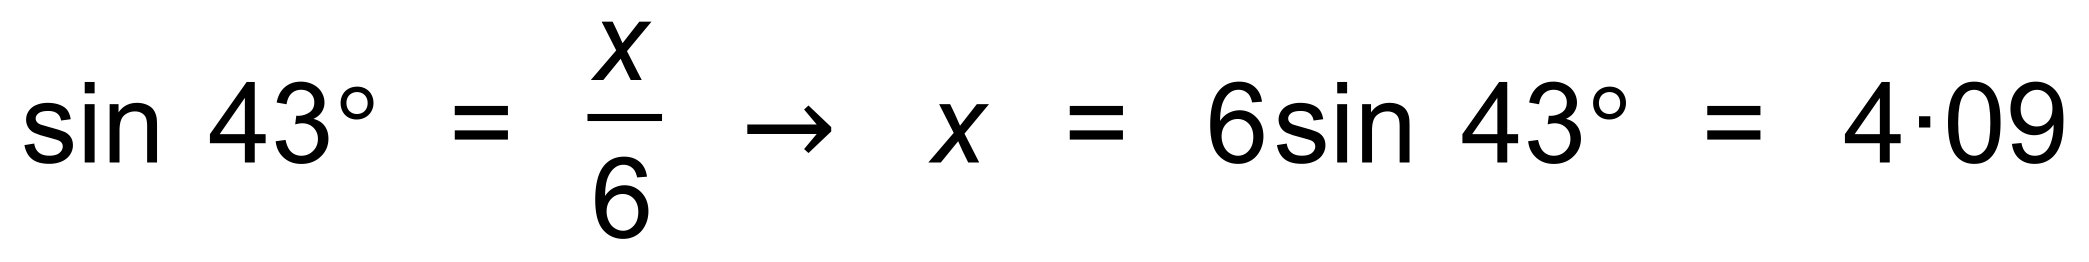 sin 43° = x/6 → x = 6sin 43° = 4·09